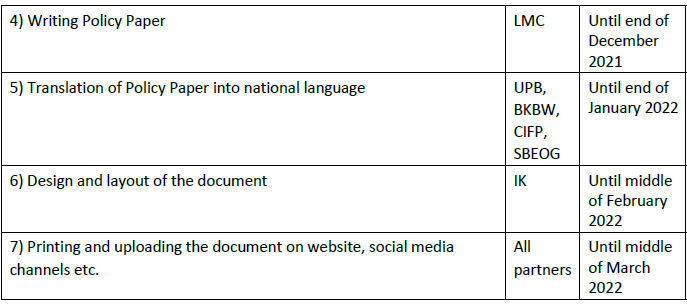 4) Writing Policy Paper
LMC
Until end of
December
2021
5) Translation of Policy Paper into national language
UPB,
BKBW,
CIFP,
SBEOG
Until end of
January 2022
6) Design and layout of the document
IK
Until middle
of February
2022
7) Printing and uploading the document on website, social media
channels etc.
All
partners
Until middle
of March
2022